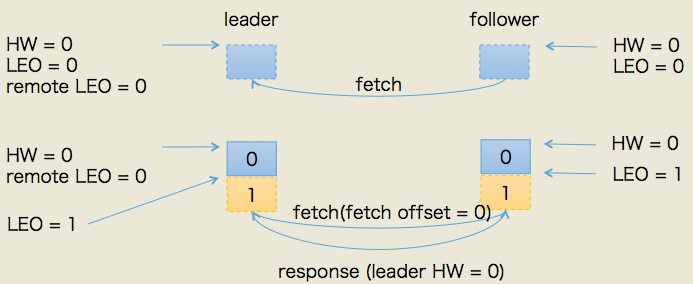 leader
follower
HW = 0
LEO = 0
remote LEO = 0
HW = 0
LEO = 0
fetch
HW = 0
remote LEO = 0
LEO = 1
0
1
0
1
HW = 0
LEO = 1
fetch(fetch offset = 0)
response (leader HW = 0)